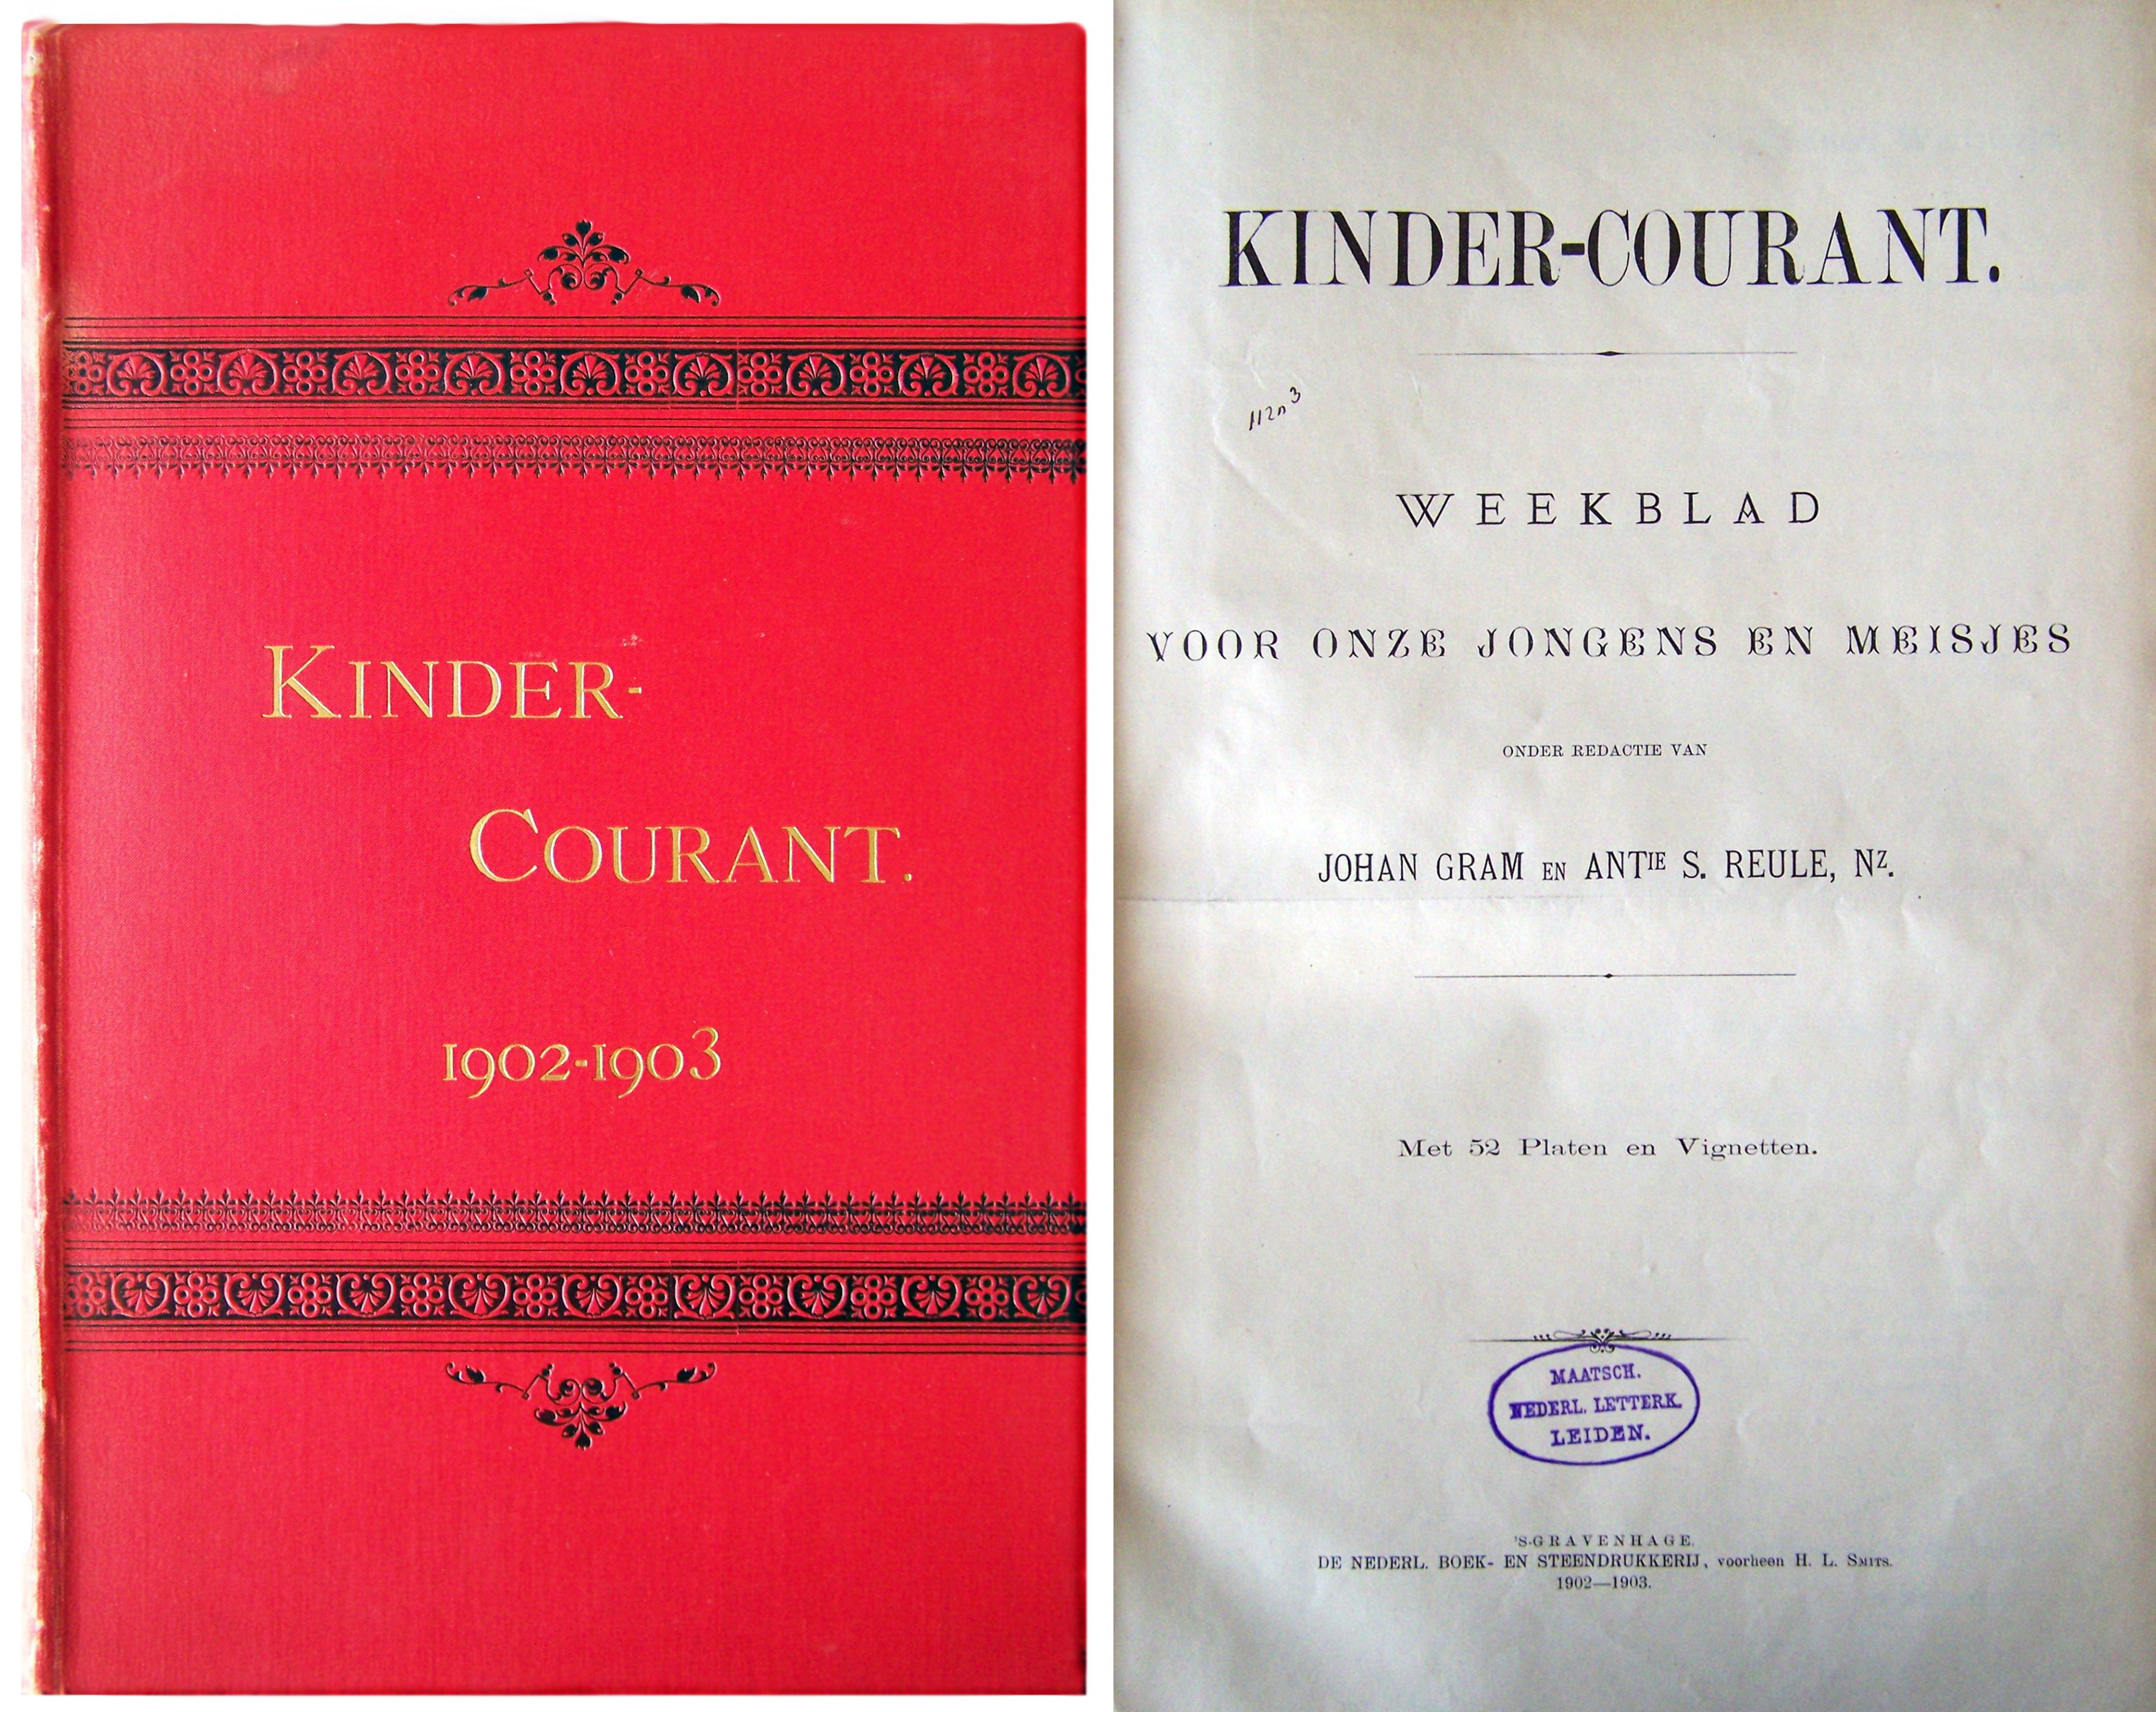 KINDER-
COURANT.
1902-1903
KINDER-COURANT.
112n3
WEEKBLAD
VOOR ONZE JONGENS EN MEISJES
ONDER REDACTIE VAN
JOHAN GRAM EN ANTIE S. REULE, NZ.
Met 52 Platen en Vignetten.
MAATSCH.
NEDERL. LETTERK.
LEIDEN.
'S-GRAVENHAGE.
DE NEDERL. BOEK- EN STEENDRUKKERIJ, voorheen H. L. SMITS.
1902—1903.